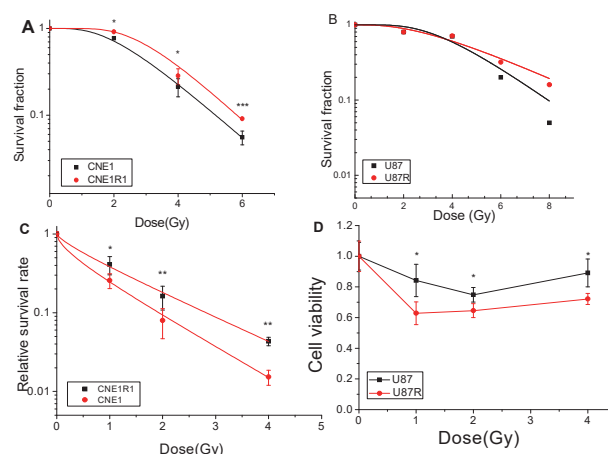 A
Survival fraction
1
0.1
*
*
***
CNE1
CNE1R1
0
2
4
6
Dose(Gy)
B
Survival fraction
1
0.1
0.01
U87
U87R
0
2
4
6
8
Dose (Gy)
C
Relative survival rate
1
0.1
0.01
*
**
**
CNE1R1
CNE1
0
1
2
3
4
5
Dose(Gy)
D
Cell viability
1.2
1.0
0.8
0.6
0.4
0.2
0.0
*
*
*
U87
U87R
0
1
2
3
4
Dose(Gy)